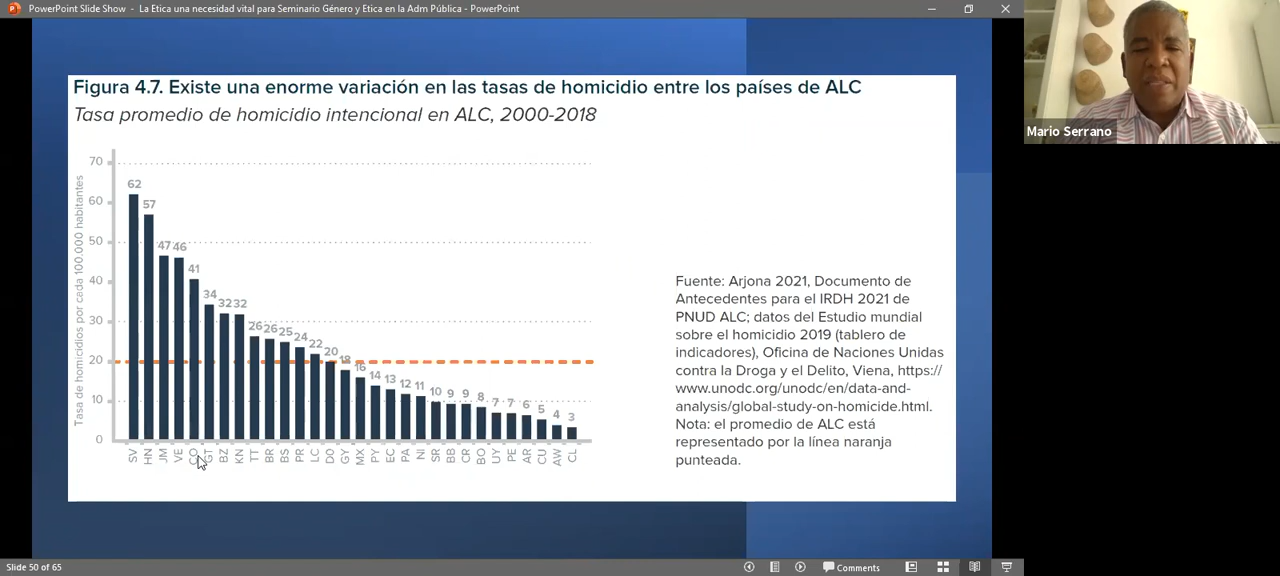 PowerPoint Slide Show - La Etica una necesidad vital para Seminario Género y Etica en la Adm Pública - PowerPoint
Mario Serrano
Figura 4.7. Existe una enorme variación en las tasas de homicidio entre los países de ALC
Tasa promedio de homicidio intencional en ALC, 2000-2018
Tasa de homicidios por cada 100.000 habitantes
70
60
50
40
30
20
10
0
62 57 47 46 41 34 32 32 26 26 25 24 22 20 18 16 14 13 12 11 10 9 9 8 7 7 6 5 4 3
SV HN JM VE CO GT BZ KN TT BR BS PR LC DO GY MX PY EC PA NI SR BB CR BO UY PE AR CU AW CL
Fuente: Arjona 2021, Documento de
Antecedentes para el IRDH 2021 de
PNUD ALC; datos del Estudio mundial
sobre el homicidio 2019 (tablero de
indicadores), Oficina de Naciones Unidas
contra la Droga y el Delito, Viena, https://
www.unodc.org/unodc/en/data-and-
analysis/global-study-on-homicide.html.
Nota: el promedio de ALC está
representado por la línea naranja
punteada.
Slide 50 of 65
Comments